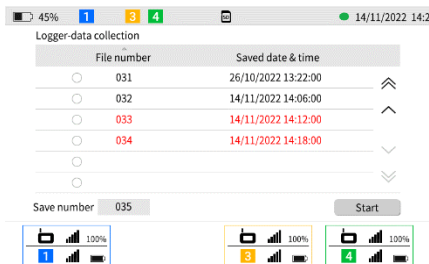 45% 1 3 4 SD 14/11/2022 14:2
Logger-data collection
File number Saved date & time
031 26/10/2022 13:22:00
032 14/11/2022 14:06:00
033 14/11/2022 14:12:00
034 14/11/2022 14:18:00
Save number 035 Start
100% 100% 100%
1 3 4